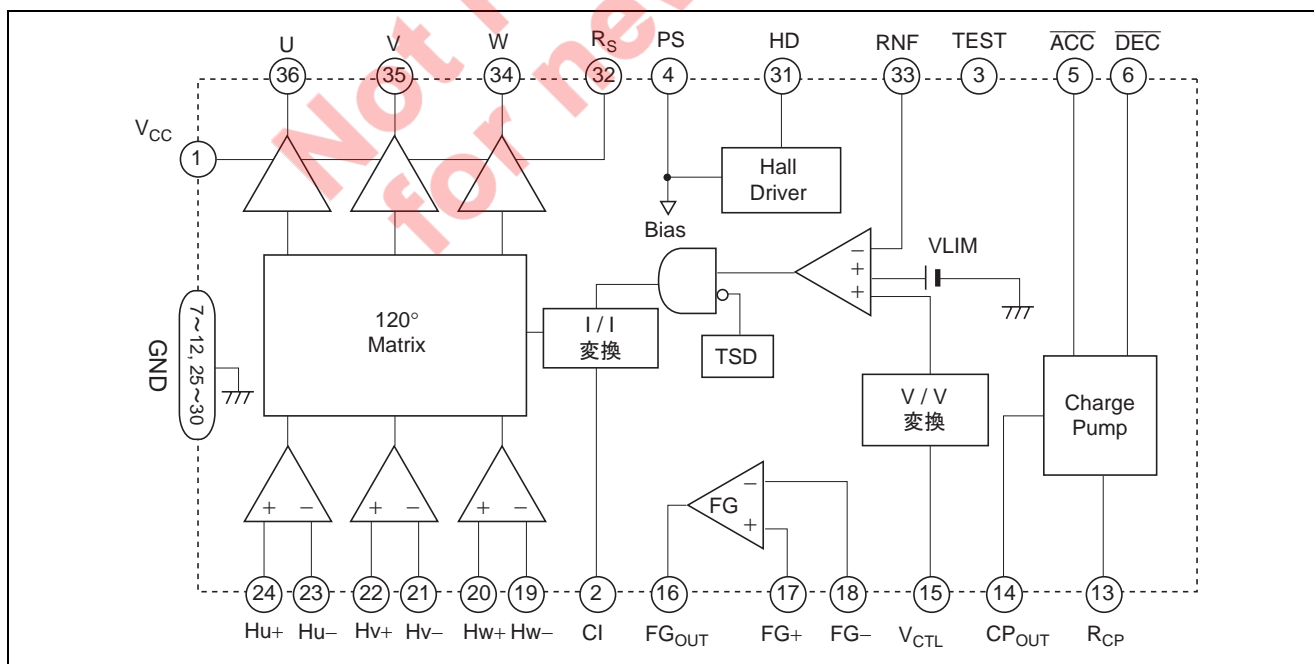 U V W RS PS HD RNF TEST ACC DEC
36 35 34 32 4 31 33 3 5 6
VCC
1
Not
for new
Hall
Driver
Bias
VLIM
−
+
+
120°
Matrix
I / I
変換
TSD
V / V
変換
Charge
Pump
GND
7〜12, 25〜30
FG
−
+
+ − + − + −
24 23 22 21 20 19 2 16 17 18 15 14 13
Hu+ Hu− Hv+ Hv− Hw+ Hw− CI FGOUT FG+ FG− VCTL CPOUT RCP